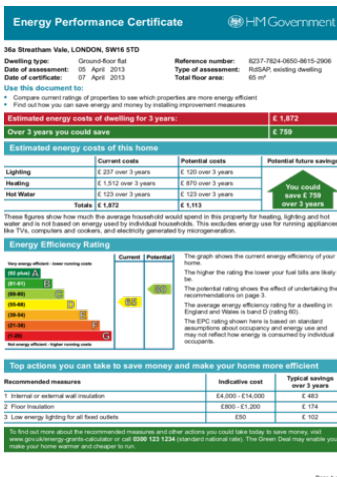 Energy Performance Certificate
HM Government
36a Streatham Vale, LONDON, SW16 5TD
Dwelling type: Ground-floor flat
Date of assessment: 05 April 2013
Date of certificate: 07 April 2013
Reference number: 8237-7824-0650-8615-2906
Type of assessment: RdSAP, existing dwelling
Total floor area: 65 m²
Use this document to:
• Compare current ratings of properties to see which properties are more energy efficient
• Find out how you can save energy and money by installing improvement measures
Estimated energy costs of dwelling for 3 years: £ 1,872
Over 3 years you could save £ 759
Estimated energy costs of this home
Current costs Potential costs Potential future savings
Lighting £ 237 over 3 years £ 120 over 3 years
Heating £ 1,512 over 3 years £ 870 over 3 years
Hot Water £ 123 over 3 years £ 123 over 3 years
Totals £ 1,872 £ 1,113
You could
save £ 759
over 3 years
These figures show how much the average household would spend in this property for heating, lighting and hot
water and is not based on energy used by individual households. This excludes energy use for running appliances
like TVs, computers and cookers, and electricity generated by microgeneration.
Energy Efficiency Rating
Current Potential
Very energy efficient - lower running costs
(92 plus) A
(81-91) B
(69-80) C
(55-68) D
(39-54) E
(21-38) F
(1-20) G
Not energy efficient - higher running costs
65
The graph shows the current energy efficiency of your
home.
The higher the rating the lower your fuel bills are likely to
be.
The potential rating shows the effect of undertaking the
recommendations on page 3.
The average energy efficiency rating for a dwelling in
England and Wales is band D (rating 60).
The EPC rating shown here is based on standard
assumptions about occupancy and energy use and
may not reflect how energy is consumed by individual
occupants.
Top actions you can take to save money and make your home more efficient
Recommended measures Indicative cost Typical savings
over 3 years
1 Internal or external wall insulation £4,000 - £14,000 £ 483
2 Floor Insulation £800 - £1,200 £ 174
3 Low energy lighting for all fixed outlets £50 £ 102
To find out more about the recommended measures and other actions you could take today to save money, visit
www.gov.uk/energy-grants-calculator or call 0300 123 1234 (standard national rate). The Green Deal may enable you to
make your home warmer and cheaper to run.